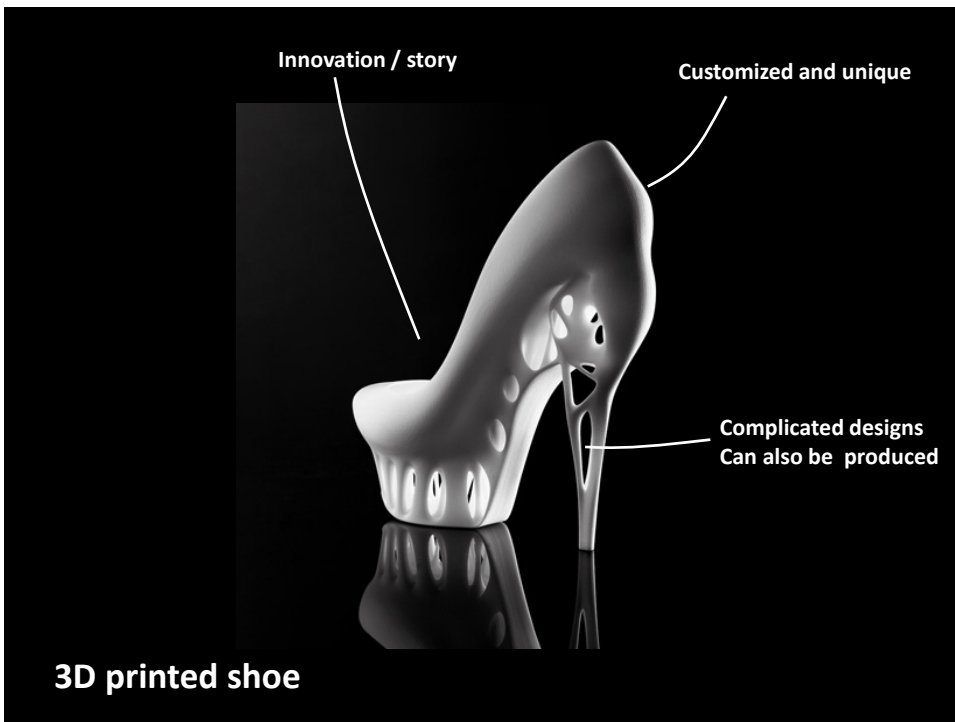 Innovation / story
Customized and unique
Complicated designs
Can also be  produced
3D printed shoe